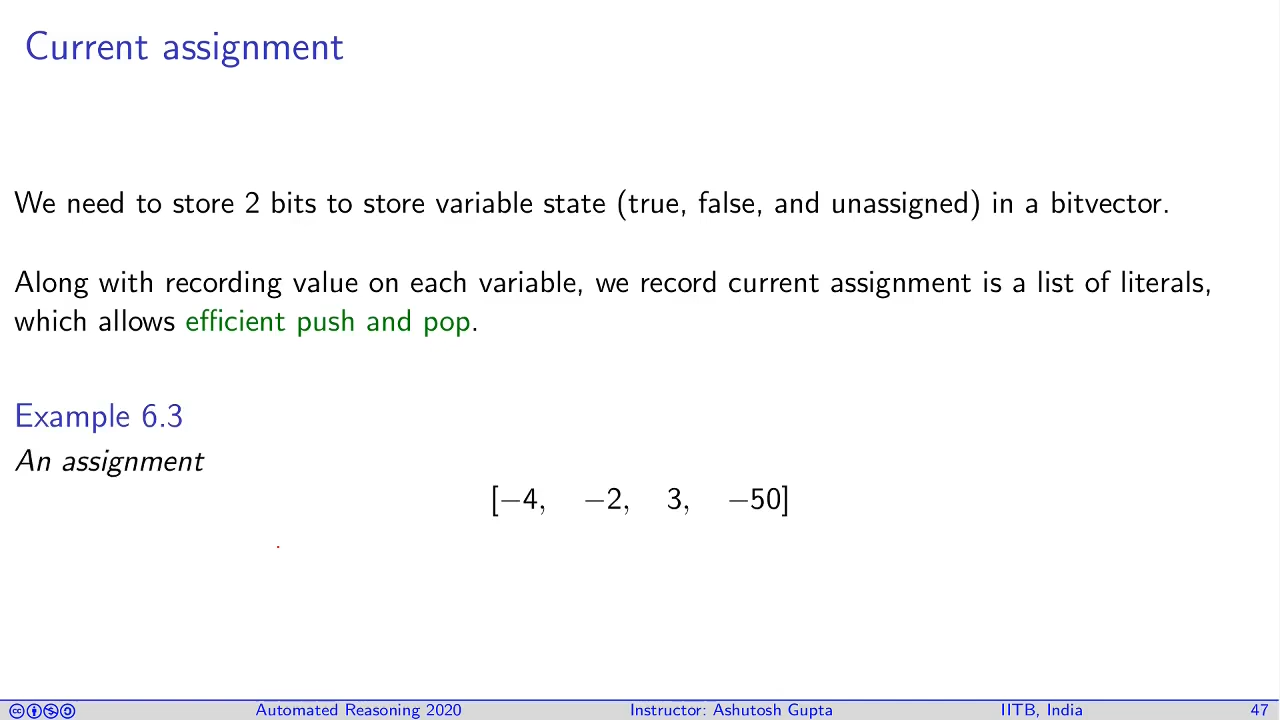 Current assignment
We need to store 2 bits to store variable state (true, false, and unassigned) in a bitvector.
Along with recording value on each variable, we record current assignment is a list of literals,
which allows efficient push and pop.
Example 6.3
An assignment
[−4, −2, 3, −50]
Automated Reasoning 2020 Instructor: Ashutosh Gupta IITB, India 47